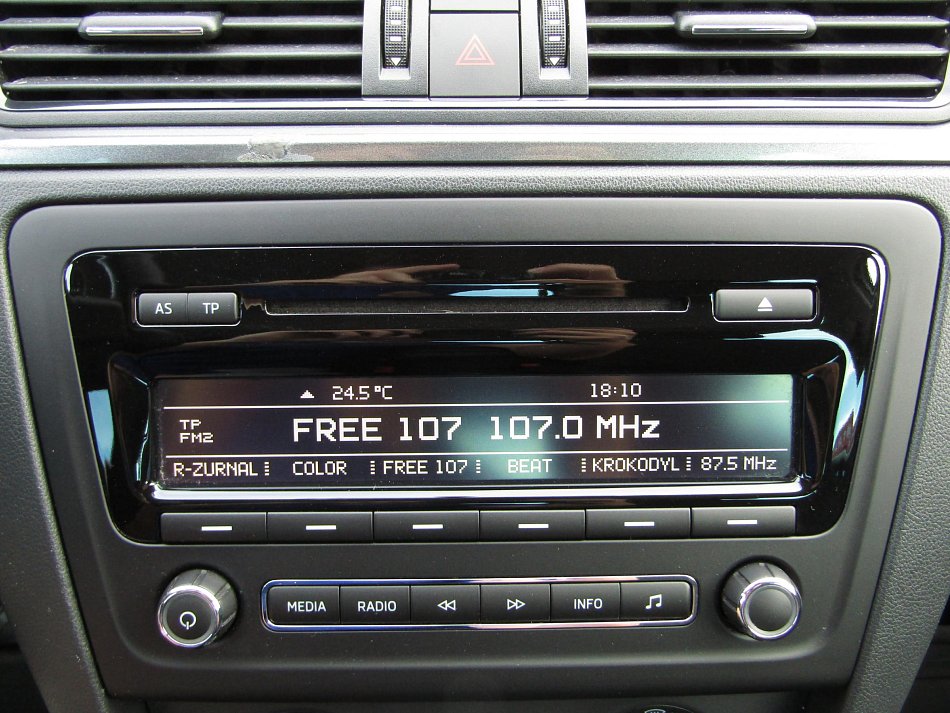 AS TP
24.5°C 18:10
TP
FM2
FREE 107 107.0 MHz
R-ZURNAL COLOR FREE 107 BEAT KROKODYL 87.5 MHz
MEDIA RADIO INFO